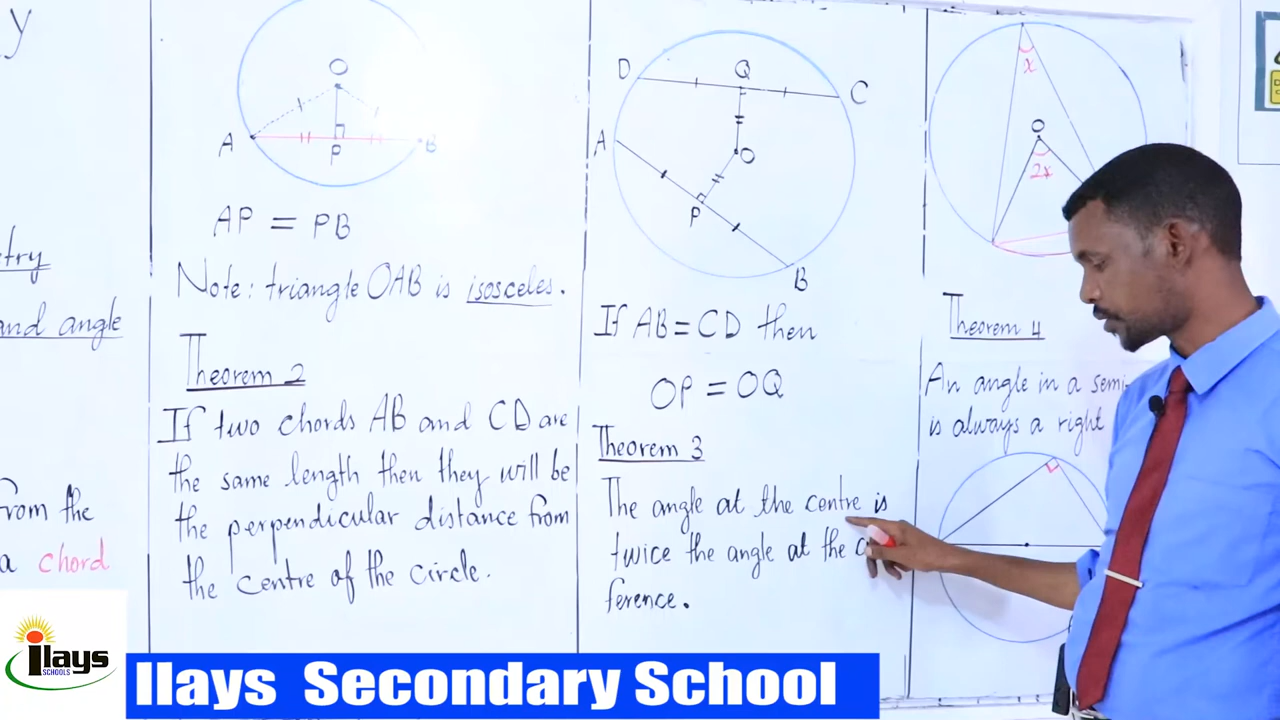 y
try
and angle
from the
a chord
O
A
P
B
AP = PB
Note: triangle OAB is isosceles.
Theorem 2
If two chords AB and CD are
the same length then they will be
the perpendicular distance from
the centre of the circle.
D
Q
C
A
O
P
B
If AB = CD then
OP = OQ
Theorem 3
The angle at the centre is
twice the angle at the c
ference.
x
O
2x
Theorem 4
An angle in a semi-
is always a right
Ilays
SCHOOLS
Ilays Secondary School